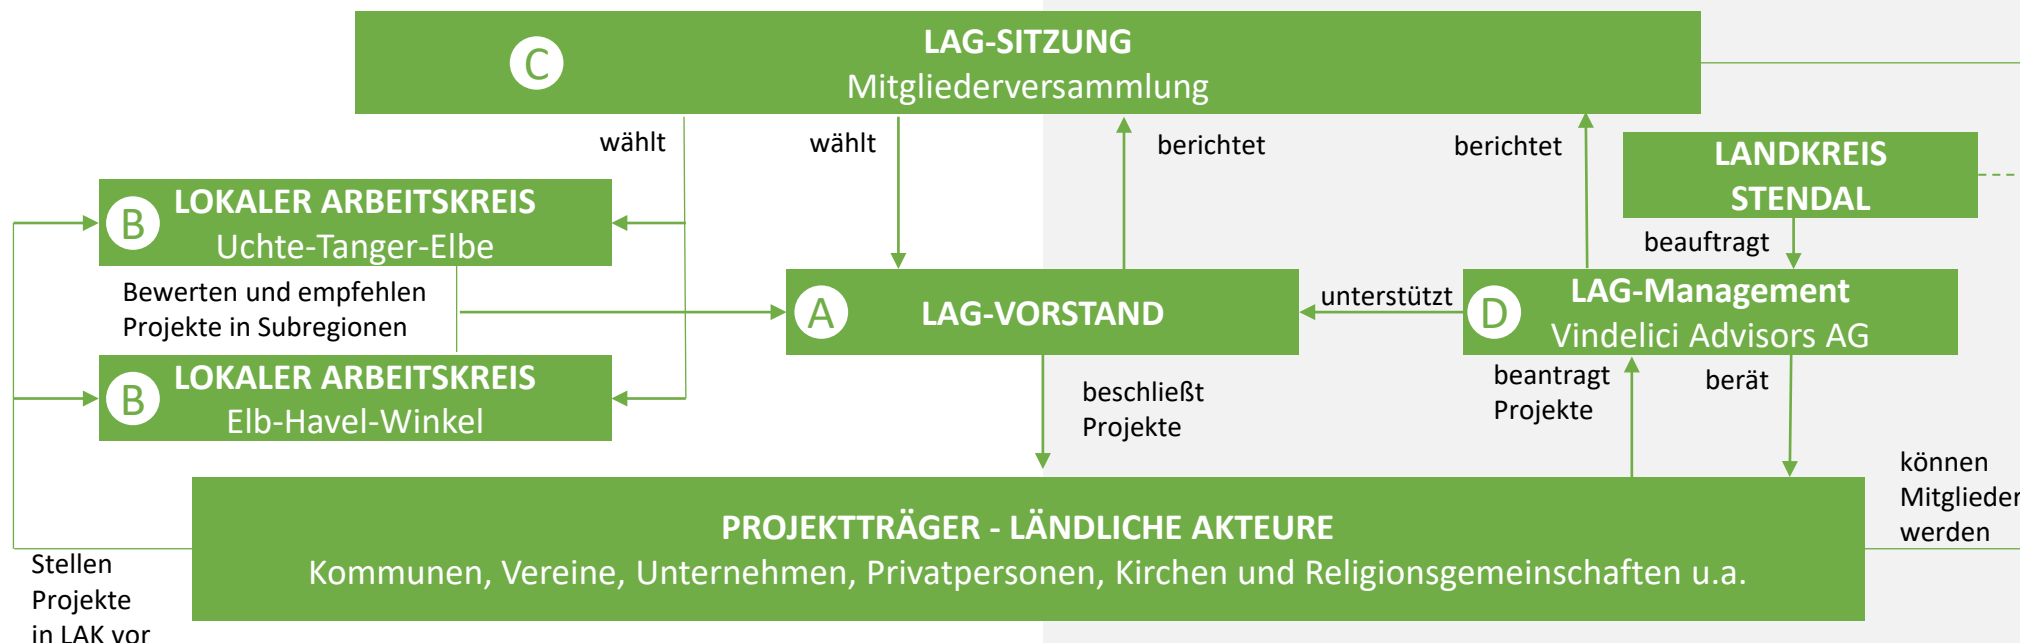 C
LAG-SITZUNG
Mitgliederversammlung
wählt
wählt
berichtet
berichtet
LANDKREIS
STENDAL
B
LOKALER ARBEITSKREIS
Uchte-Tanger-Elbe
beauftragt
Bewerten und empfehlen
Projekte in Subregionen
A
LAG-VORSTAND
unterstützt
D
LAG-Management
Vindelici Advisors AG
B
LOKALER ARBEITSKREIS
Elb-Havel-Winkel
beschließt
Projekte
beantragt
Projekte
berät
können
Mitglieder
werden
PROJEKTTRÄGER - LÄNDLICHE AKTEURE
Kommunen, Vereine, Unternehmen, Privatpersonen, Kirchen und Religionsgemeinschaften u.a.
Stellen
Projekte
in LAK vor